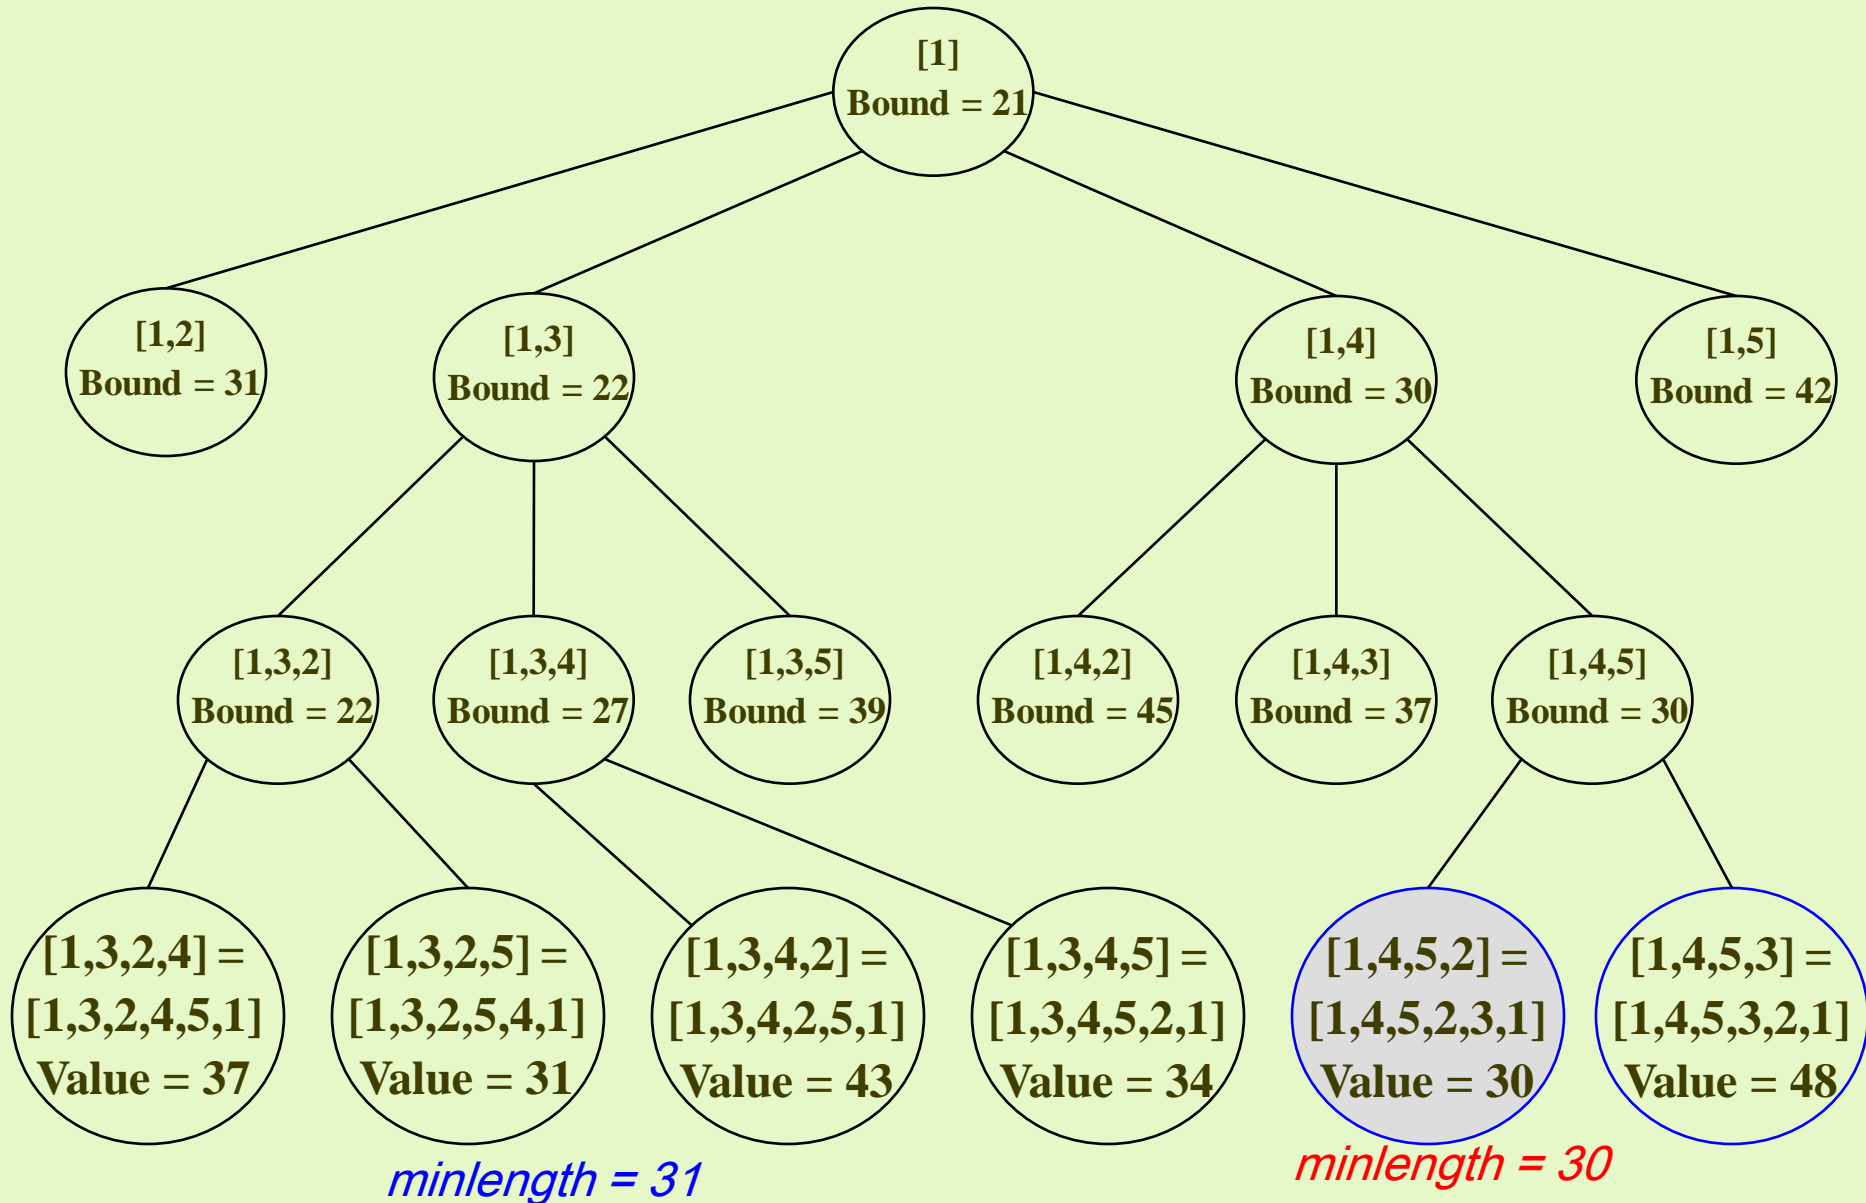 [1]
Bound = 21
[1,2]
Bound = 31
[1,3]
Bound = 22
[1,4]
Bound = 30
[1,5]
Bound = 42
[1,3,2]
Bound = 22
[1,3,4]
Bound = 27
[1,3,5]
Bound = 39
[1,4,2]
Bound = 45
[1,4,3]
Bound = 37
[1,4,5]
Bound = 30
[1,3,2,4] =
[1,3,2,4,5,1]
Value = 37
[1,3,2,5] =
[1,3,2,5,4,1]
Value = 31
[1,3,4,2] =
[1,3,4,2,5,1]
Value = 43
[1,3,4,5] =
[1,3,4,5,2,1]
Value = 34
[1,4,5,2] =
[1,4,5,2,3,1]
Value = 30
[1,4,5,3] =
[1,4,5,3,2,1]
Value = 48
minlength = 31
minlength = 30